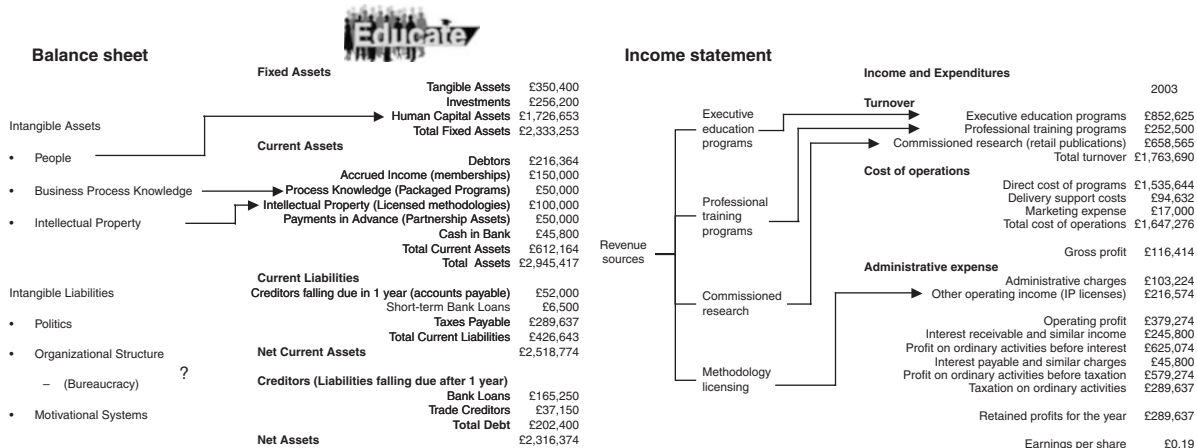 Educate
Balance sheet
Fixed Assets
Tangible Assets £350,400
Investments £256,200
Intangible Assets
Human Capital Assets £1,726,653
Total Fixed Assets £2,333,253
Current Assets
• People
Debtors £216,364
Accrued Income (memberships) £150,000
• Business Process Knowledge
Process Knowledge (Packaged Programs) £50,000
Intellectual Property (Licensed methodologies) £100,000
• Intellectual Property
Payments in Advance (Partnership Assets) £50,000
Cash in Bank £45,800
Total Current Assets £612,164
Total Assets £2,945,417
Current Liabilities
Intangible Liabilities
Creditors falling due in 1 year (accounts payable) £52,000
Short-term Bank Loans £6,500
• Politics
Taxes Payable £289,637
Total Current Liabilities £426,643
• Organizational Structure
Net Current Assets £2,518,774
– (Bureaucracy)
?
Creditors (Liabilities falling due after 1 year)
Bank Loans £165,250
• Motivational Systems
Trade Creditors £37,150
Total Debt £202,400
Net Assets £2,316,374
Income statement
Revenue sources
Executive education programs
Professional training programs
Commissioned research
Methodology licensing
Income and Expenditures
2003
Turnover
Executive education programs £852,625
Professional training programs £252,500
Commissioned research (retail publications) £658,565
Total turnover £1,763,690
Cost of operations
Direct cost of programs £1,535,644
Delivery support costs £94,632
Marketing expense £17,000
Total cost of operations £1,647,276
Gross profit £116,414
Administrative expense
Administrative charges £103,224
Other operating income (IP licenses) £216,574
Operating profit £379,274
Interest receivable and similar income £245,800
Profit on ordinary activities before interest £625,074
Interest payable and similar charges £45,800
Profit on ordinary activities before taxation £579,274
Taxation on ordinary activities £289,637
Retained profits for the year £289,637
Earnings per share £0.19